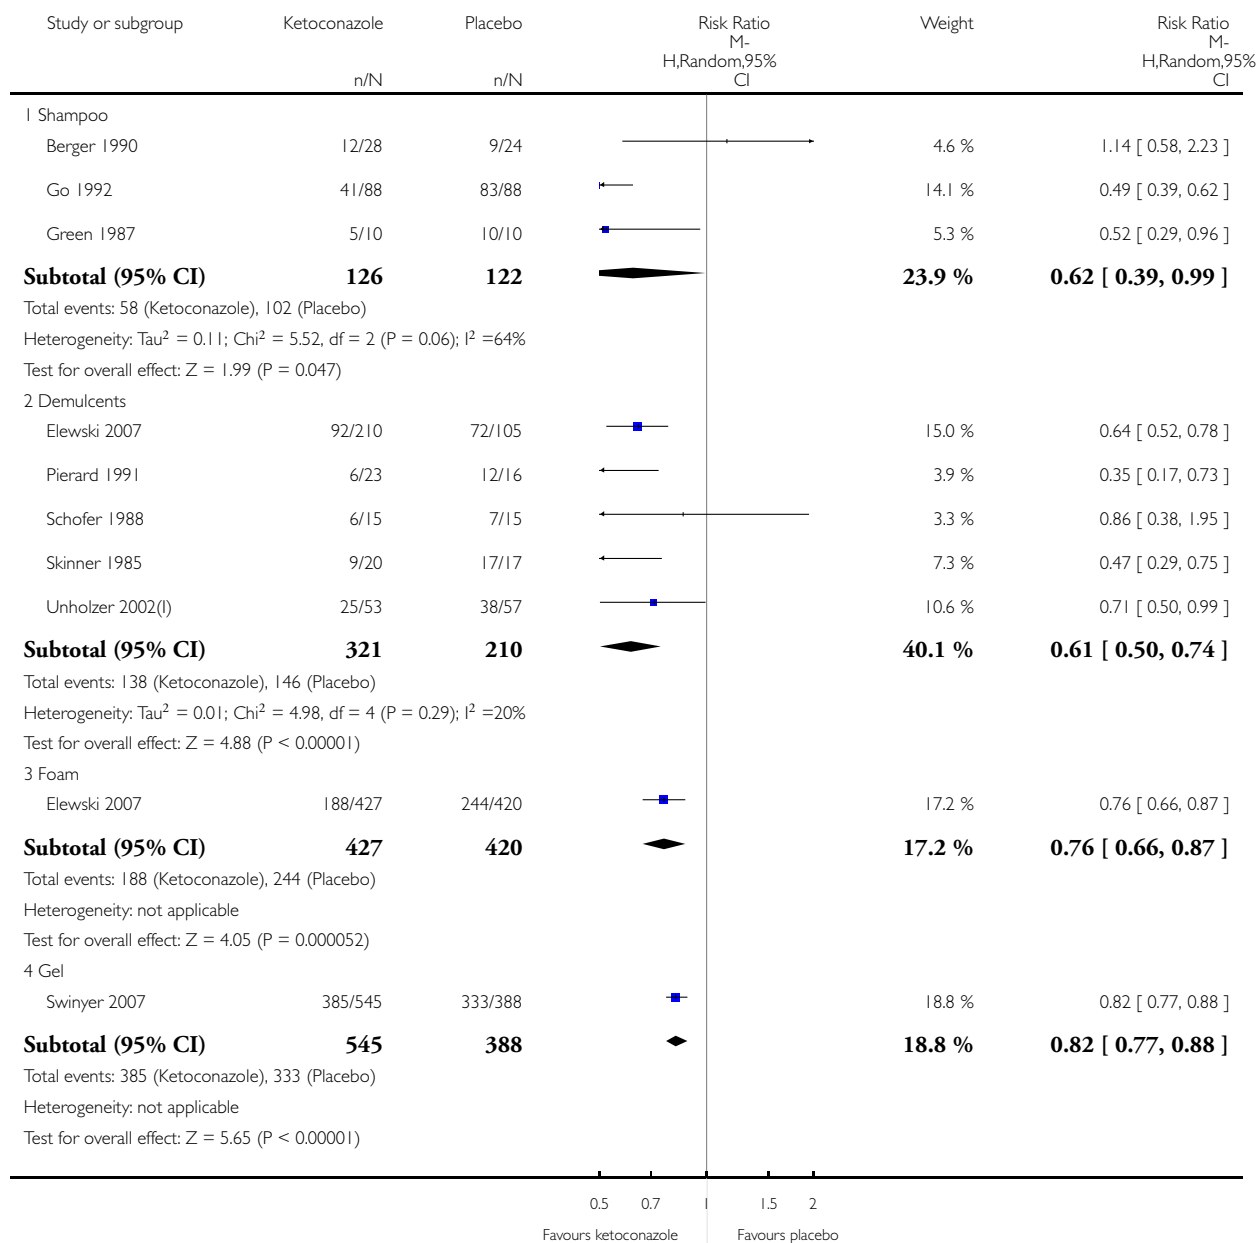 Study or subgroup Ketoconazole Placebo Risk Ratio Weight Risk Ratio
M- M-
H,Random,95% H,Random,95%
n/N n/N CI CI
1 Shampoo
Berger 1990 12/28 9/24 4.6 % 1.14 [ 0.58, 2.23 ]
Go 1992 41/88 83/88 14.1 % 0.49 [ 0.39, 0.62 ]
Green 1987 5/10 10/10 5.3 % 0.52 [ 0.29, 0.96 ]
Subtotal (95% CI) 126 122 23.9 % 0.62 [ 0.39, 0.99 ]
Total events: 58 (Ketoconazole), 102 (Placebo)
Heterogeneity: Tau² = 0.11; Chi² = 5.52, df = 2 (P = 0.06); I² =64%
Test for overall effect: Z = 1.99 (P = 0.047)
2 Demulcents
Elewski 2007 92/210 72/105 15.0 % 0.64 [ 0.52, 0.78 ]
Pierard 1991 6/23 12/16 3.9 % 0.35 [ 0.17, 0.73 ]
Schofer 1988 6/15 7/15 3.3 % 0.86 [ 0.38, 1.95 ]
Skinner 1985 9/20 17/17 7.3 % 0.47 [ 0.29, 0.75 ]
Unholzer 2002(I) 25/53 38/57 10.6 % 0.71 [ 0.50, 0.99 ]
Subtotal (95% CI) 321 210 40.1 % 0.61 [ 0.50, 0.74 ]
Total events: 138 (Ketoconazole), 146 (Placebo)
Heterogeneity: Tau² = 0.01; Chi² = 4.98, df = 4 (P = 0.29); I² =20%
Test for overall effect: Z = 4.88 (P < 0.00001)
3 Foam
Elewski 2007 188/427 244/420 17.2 % 0.76 [ 0.66, 0.87 ]
Subtotal (95% CI) 427 420 17.2 % 0.76 [ 0.66, 0.87 ]
Total events: 188 (Ketoconazole), 244 (Placebo)
Heterogeneity: not applicable
Test for overall effect: Z = 4.05 (P = 0.000052)
4 Gel
Swinyer 2007 385/545 333/388 18.8 % 0.82 [ 0.77, 0.88 ]
Subtotal (95% CI) 545 388 18.8 % 0.82 [ 0.77, 0.88 ]
Total events: 385 (Ketoconazole), 333 (Placebo)
Heterogeneity: not applicable
Test for overall effect: Z = 5.65 (P < 0.00001)
0.5 0.7 1 1.5 2
Favours ketoconazole Favours placebo